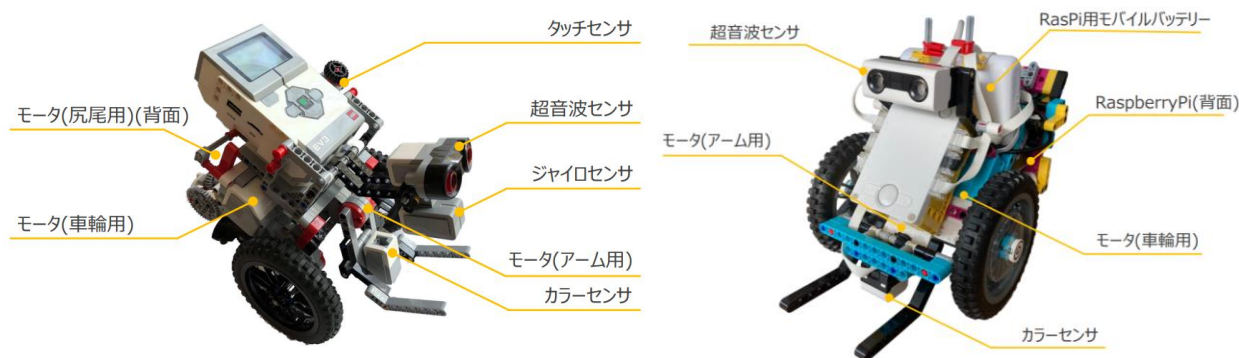 タッチセンサ
超音波センサ
ジャイロセンサ
モータ(尻尾用)(背面)
モータ(車輪用)
モータ(アーム用)
カラーセンサ
EV3
RasPi用モバイルバッテリー
超音波センサ
RaspberryPi(背面)
モータ(アーム用)
モータ(車輪用)
カラーセンサ